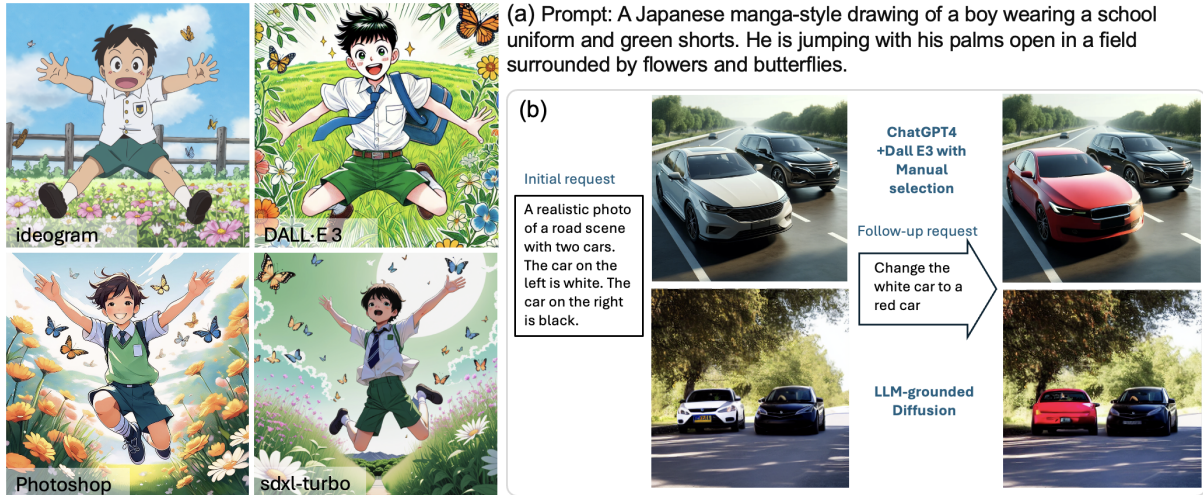 (a) Prompt: A Japanese manga-style drawing of a boy wearing a school
uniform and green shorts. He is jumping with his palms open in a field
surrounded by flowers and butterflies.
ideogram
DALL·E 3
Photoshop
sdxl-turbo
(b)
Initial request
A realistic photo
of a road scene
with two cars.
The car on the
left is white. The
car on the right
is black.
ChatGPT4
+Dall E3 with
Manual
selection
Follow-up request
Change the
white car to a
red car
LLM-grounded
Diffusion